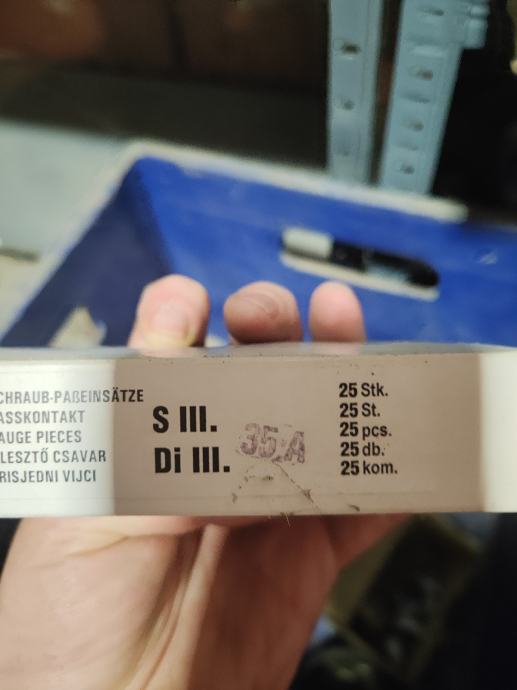 CHRAUB-PAßEINSÄTZE
ASSKONTAKT
AUGE PIECES
LESZTŐ CSAVAR
RISJEDNI VIJCI
S III.
Di III.
35 A
25 Stk.
25 St.
25 pcs.
25 db.
25 kom.